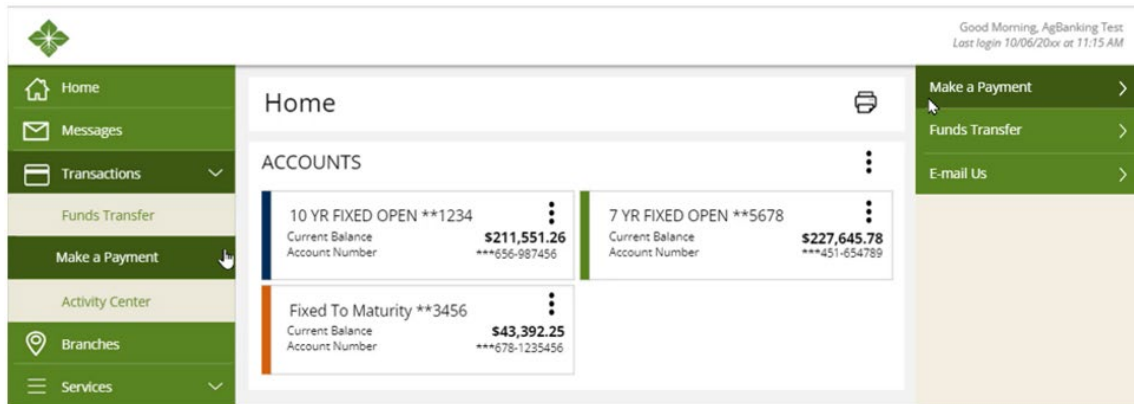 Good Morning, AgBanking Test
Last login 10/06/20xx at 11:15 AM
Home
Messages
Transactions
Funds Transfer
Make a Payment
Activity Center
Branches
Services
Home
ACCOUNTS
10 YR FIXED OPEN **1234
Current Balance $211,551.26
Account Number ***656-987456
7 YR FIXED OPEN **5678
Current Balance $227,645.78
Account Number ***451-654789
Fixed To Maturity **3456
Current Balance $43,392.25
Account Number ***678-1235456
Make a Payment
Funds Transfer
E-mail Us